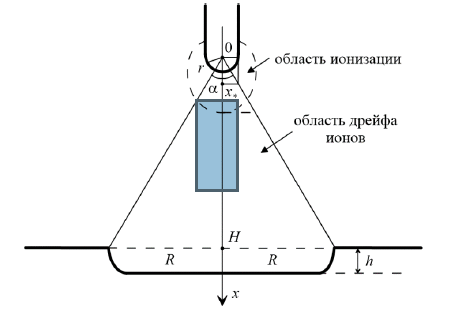 0
r
область ионизации
α
x*
область дрейфа
ионов
H
R
R
h
x